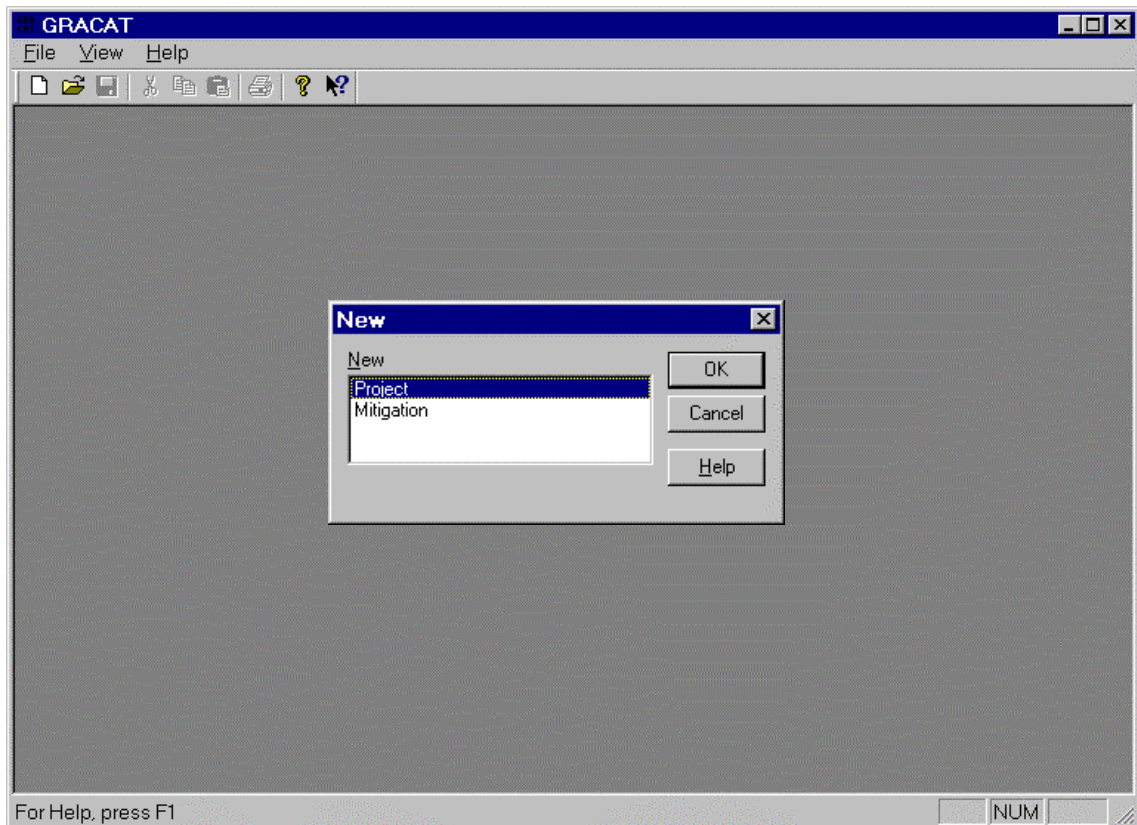 GRACAT
File View Help
New
New
Project
Mitigation
OK
Cancel
Help
For Help, press F1
NUM